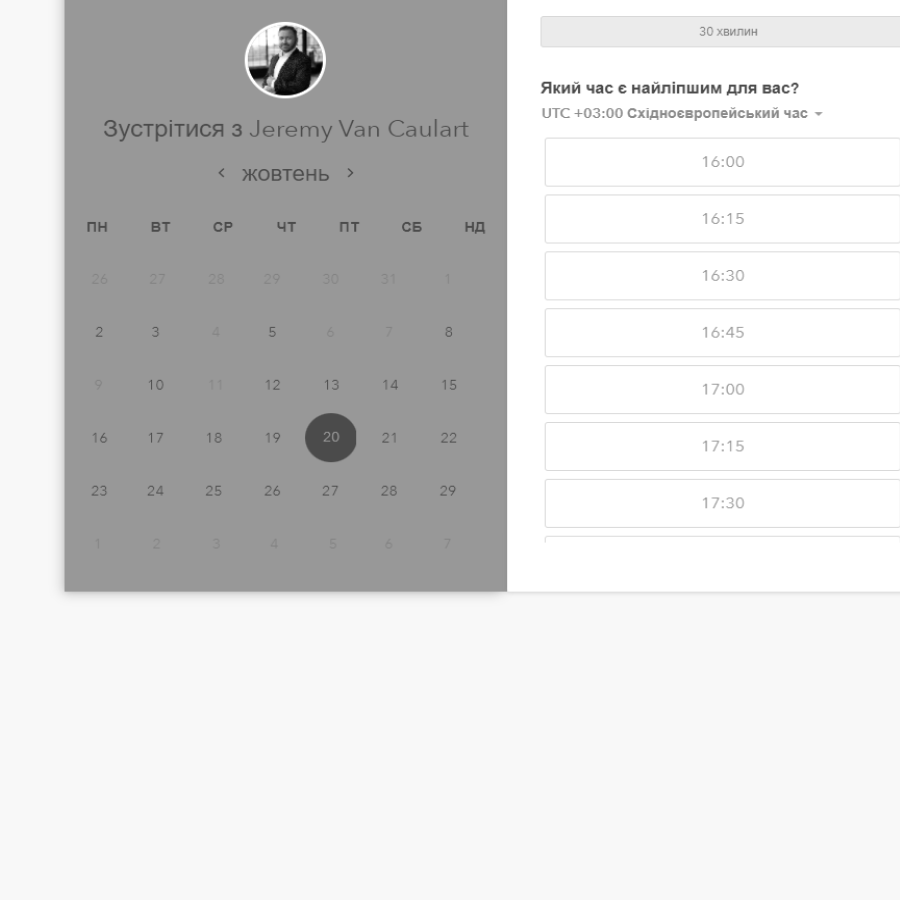 Зустрітися з Jeremy Van Caulart
жовтень
ПН ВТ СР ЧТ ПТ СБ НД
26 27 28 29 30 31 1
2 3 4 5 6 7 8
9 10 11 12 13 14 15
16 17 18 19 20 21 22
23 24 25 26 27 28 29
1 2 3 4 5 6 7
30 хвилин
Який час є найліпшим для вас?
UTC +03:00 Східноєвропейський час
16:00
16:15
16:30
16:45
17:00
17:15
17:30